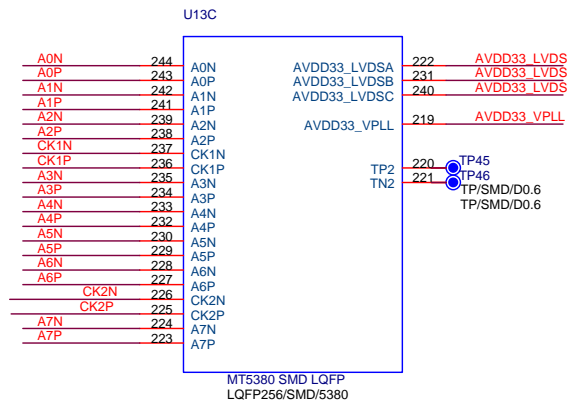 U13C
A0N 244 A0N AVDD33_LVDSA 222 AVDD33_LVDS
A0P 243 A0P AVDD33_LVDSB 231 AVDD33_LVDS
A1N 242 A1N AVDD33_LVDSC 240 AVDD33_LVDS
A1P 241 A1P
A2N 239 A2N AVDD33_VPLL 219 AVDD33_VPLL
A2P 238 A2P
CK1N 237 CK1N
CK1P 236 CK1P TP2 220 TP45
A3N 235 A3N TN2 221 TP46
A3P 234 A3P TP/SMD/D0.6
A4N 233 A4N TP/SMD/D0.6
A4P 232 A4P
A5N 230 A5N
A5P 229 A5P
A6N 228 A6N
A6P 227 A6P
CK2N 226 CK2N
CK2P 225 CK2P
A7N 224 A7N
A7P 223 A7P
MT5380 SMD LQFP
LQFP256/SMD/5380